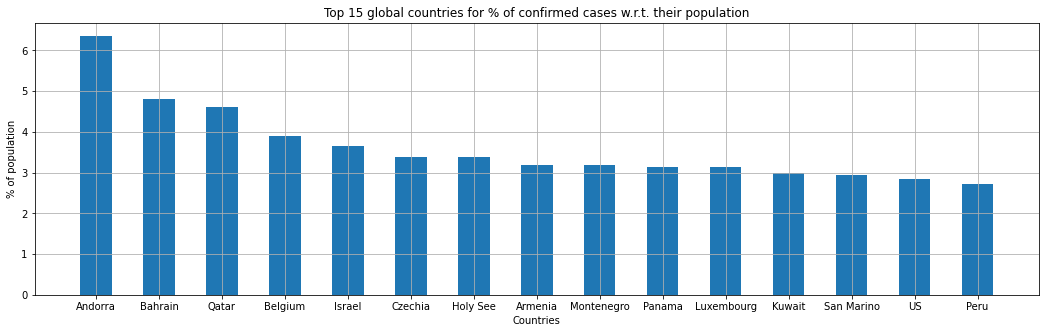 Top 15 global countries for % of confirmed cases w.r.t. their population
% of population
6
5
4
3
2
1
0
Andorra Bahrain Qatar Belgium Israel Czechia Holy See Armenia Montenegro Panama Luxembourg Kuwait San Marino US Peru
Countries